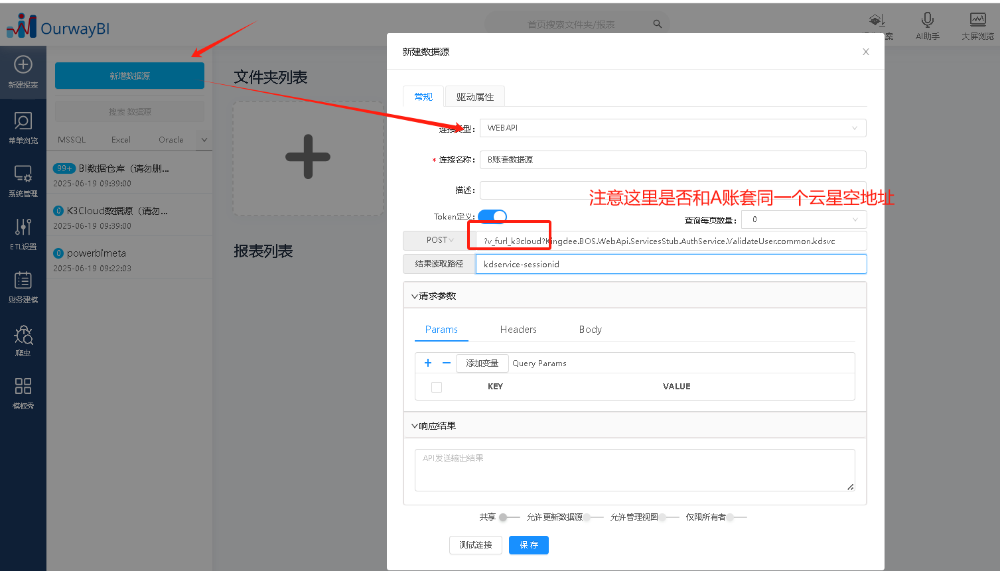 OurwayBI
首页搜索文件夹/报表
AI助手
大屏浏览
新建报表
菜单浏览
系统管理
ETL设置
财务建模
爬虫
模板秀
新增数据源
搜索 数据源
MSSQL Excel Oracle
99+ BI数据仓库（请勿删...
2025-06-19 09:39:00
0 K3Cloud数据源（请勿...
2025-06-19 09:39:00
0 powerbimeta
2025-06-19 09:22:03
文件夹列表
报表列表
新建数据源
常规 驱动属性
连接类型: WEBAPI
* 连接名称: B账套数据源
描述:
注意这里是否和A账套同一个云星空地址
Token定义: 查询每页数量: 0
POST ?v_furl_k3cloud?Kingdee.BOS.WebApi.ServicesStub.AuthService.ValidateUser.common.kdsvc
结果读取路径 kdservice-sessionid
请求参数
Params Headers Body
添加变量 Query Params
KEY VALUE
响应结果
API发送输出结果
共享 允许更新数据源 允许管理视图 仅限所有者
测试连接 保 存